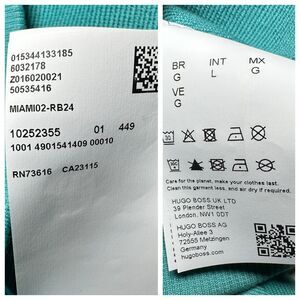 015344133185
6032178
Z016020021
50535416
MIAMI02-RB24
10252355 01 449
1001 4901541409 00010
RN73616 CA23115
BR INT MX
G L G
VE
G
Care for the planet, make your clothes last.
Clean this garment less, and air dry if required.
HUGO BOSS UK LTD
39 Plender Street
London, NW1 0DT
HUGO BOSS AG
Holy-Allee 3
72555 Metzingen
Germany
hugoboss.com